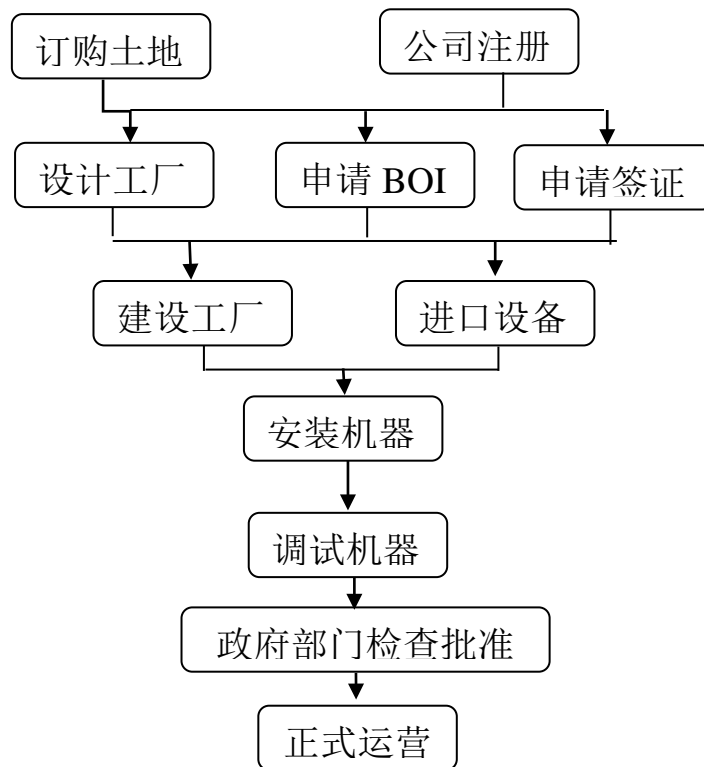 订购土地
公司注册
设计工厂
申请 BOI
申请签证
建设工厂
进口设备
安装机器
调试机器
政府部门检查批准
正式运营